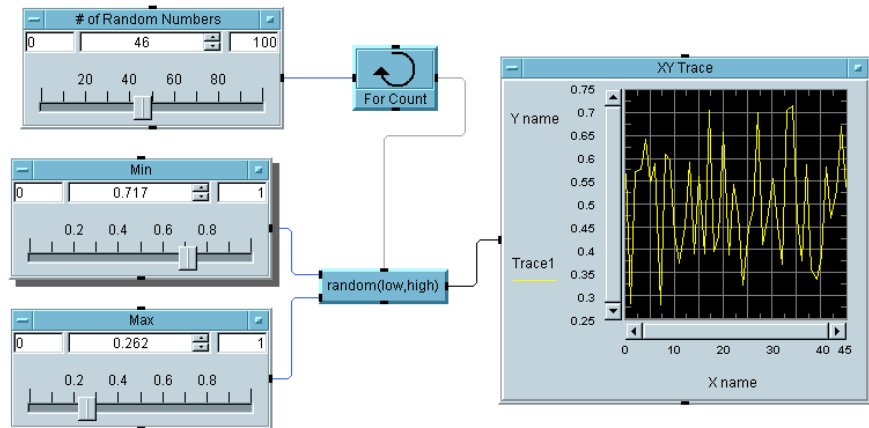 # of Random Numbers
0 46 100
20 40 60 80
For Count
Min
0 0.717 1
0.2 0.4 0.6 0.8
random(low,high)
Max
0 0.262 1
0.2 0.4 0.6 0.8
XY Trace
Y name
Trace1
0.75
0.7
0.65
0.6
0.55
0.5
0.45
0.4
0.35
0.3
0.25
0 10 20 30 40 45
X name